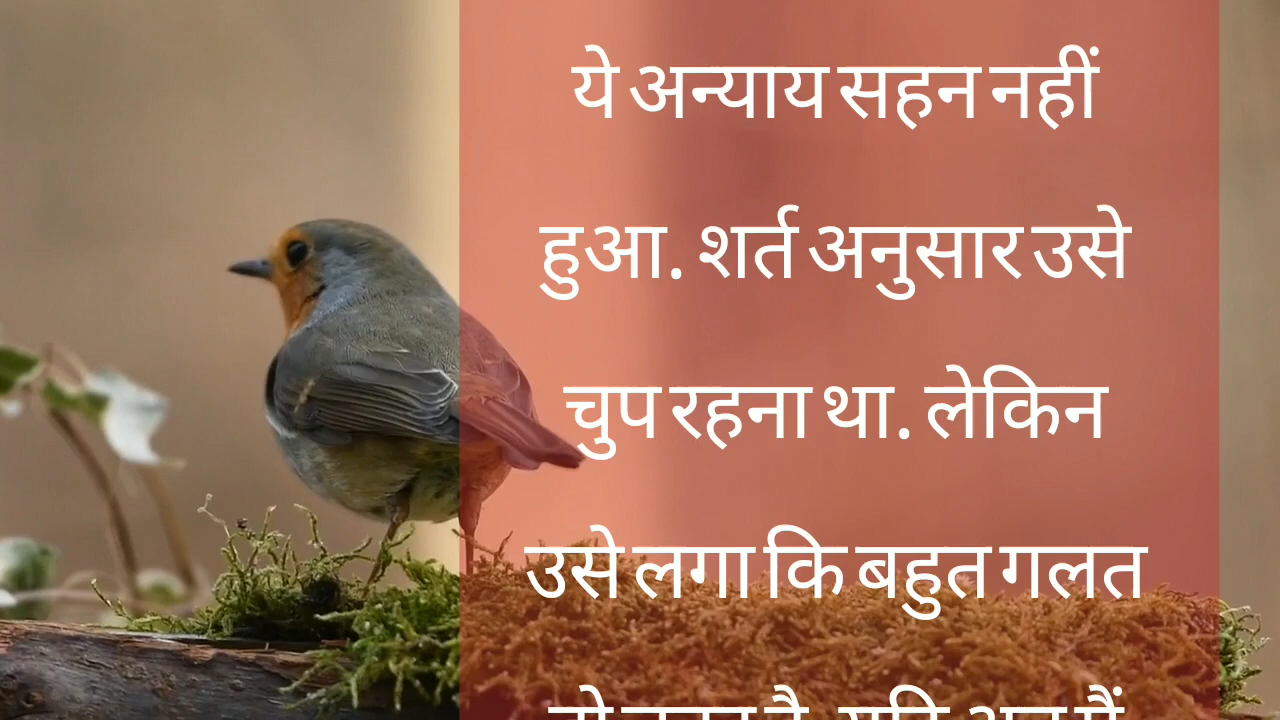 ये अन्याय सहन नहीं
हुआ. शर्त अनुसार उसे
चुप रहना था. लेकिन
उसे लगा कि बहुत गलत